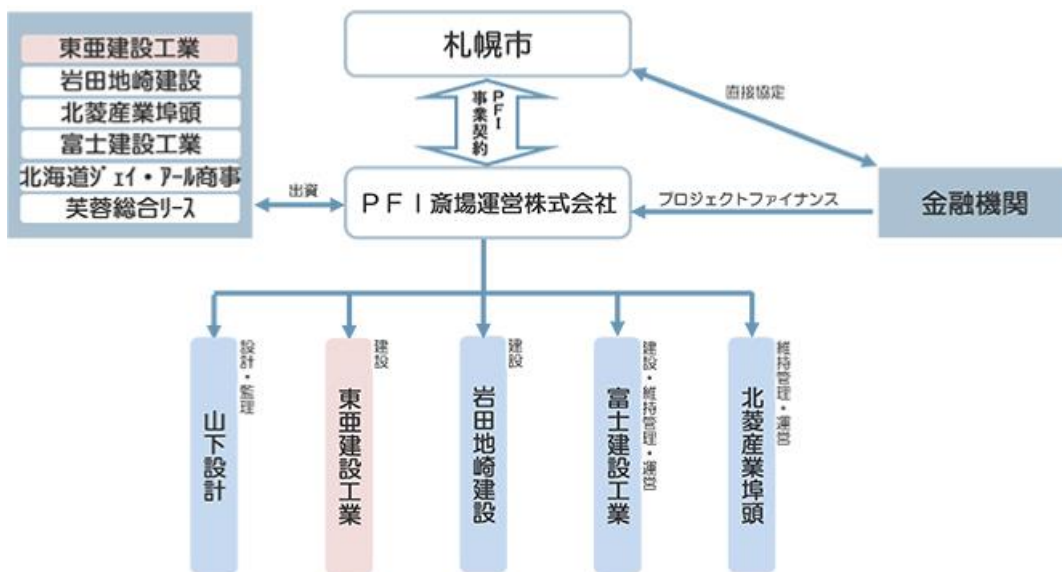 東亜建設工業
岩田地崎建設
北菱産業埠頭
富士建設工業
北海道ジェイ・アール商事
芙蓉総合リース
札幌市
PFI
事業契約
直接協定
出資
PFI斎場運営株式会社
プロジェクトファイナンス
金融機関
山下設計
設計・監理
東亜建設工業
建設
岩田地崎建設
建設
富士建設工業
建設・維持管理・運営
北菱産業埠頭
維持管理・運営